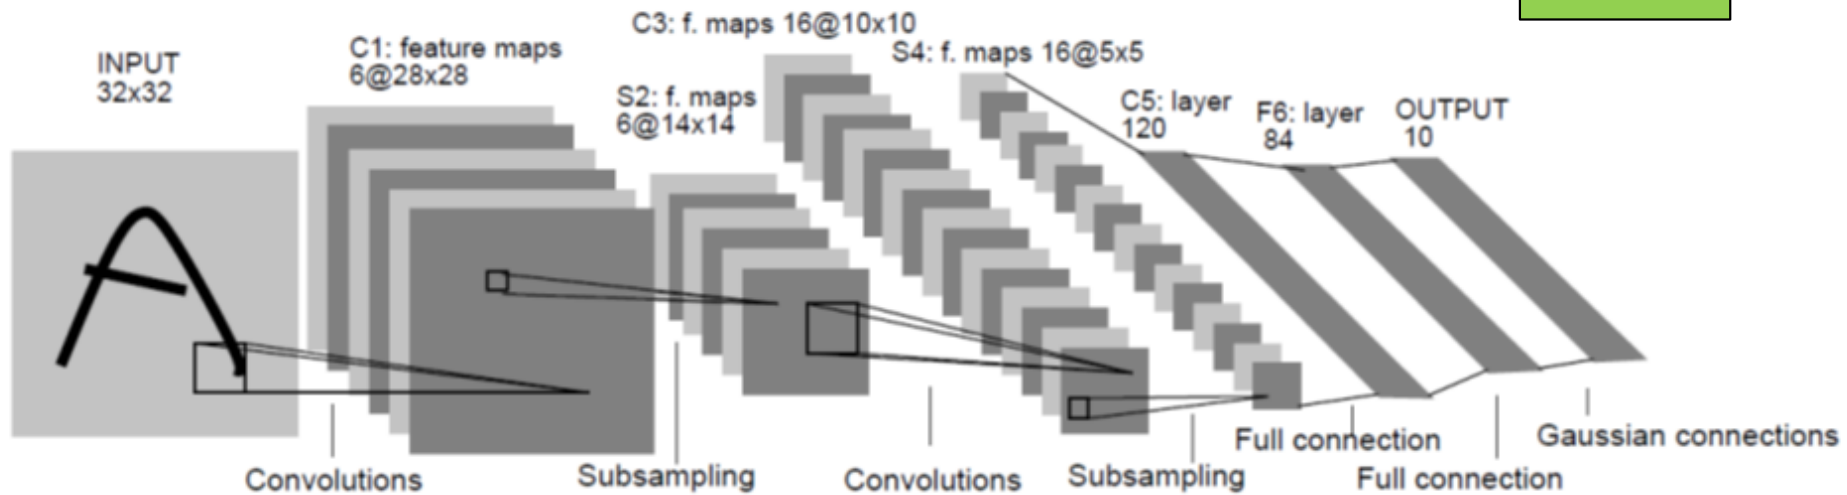 INPUT
32x32
C1: feature maps
6@28x28
S2: f. maps
6@14x14
C3: f. maps 16@10x10
S4: f. maps 16@5x5
C5: layer
120
F6: layer
84
OUTPUT
10
Convolutions
Subsampling
Convolutions
Subsampling
Full connection
Full connection
Gaussian connections